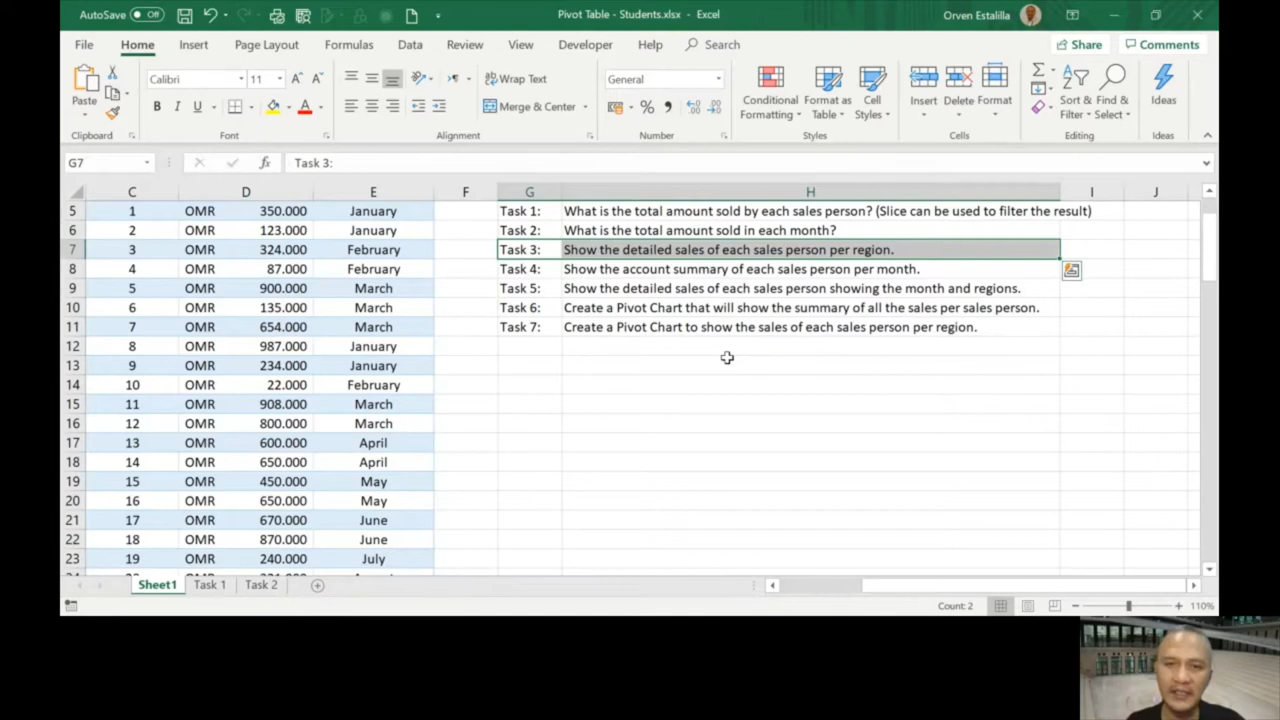 AutoSave Off Pivot Table - Students.xlsx - Excel Orven Estalilla
File Home Insert Page Layout Formulas Data Review View Developer Help Search Share Comments
Calibri 11 Wrap Text General
Paste B I U Merge & Center % Conditional Formatting Format as Table Cell Styles Insert Delete Format Sort & Filter Find & Select Ideas
Clipboard Font Alignment Number Styles Cells Editing Ideas
G7 fx Task 3:
C D E F G H I J
5 1 OMR 350.000 January Task 1: What is the total amount sold by each sales person? (Slice can be used to filter the result)
6 2 OMR 123.000 January Task 2: What is the total amount sold in each month?
7 3 OMR 324.000 February Task 3: Show the detailed sales of each sales person per region.
8 4 OMR 87.000 February Task 4: Show the account summary of each sales person per month.
9 5 OMR 900.000 March Task 5: Show the detailed sales of each sales person showing the month and regions.
10 6 OMR 135.000 March Task 6: Create a Pivot Chart that will show the summary of all the sales per sales person.
11 7 OMR 654.000 March Task 7: Create a Pivot Chart to show the sales of each sales person per region.
12 8 OMR 987.000 January
13 9 OMR 234.000 January
14 10 OMR 22.000 February
15 11 OMR 908.000 March
16 12 OMR 800.000 March
17 13 OMR 600.000 April
18 14 OMR 650.000 April
19 15 OMR 450.000 May
20 16 OMR 650.000 May
21 17 OMR 670.000 June
22 18 OMR 870.000 June
23 19 OMR 240.000 July
Sheet1 Task 1 Task 2
Count: 2 110%